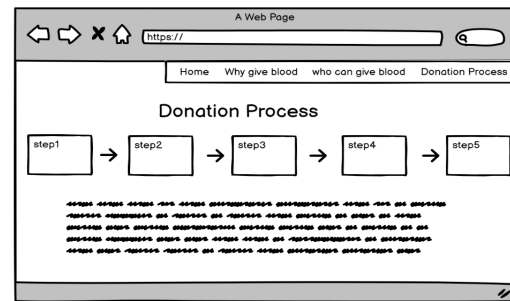 A Web Page
https://
Home Why give blood who can give blood Donation Process
Donation Process
step1 step2 step3 step4 step5